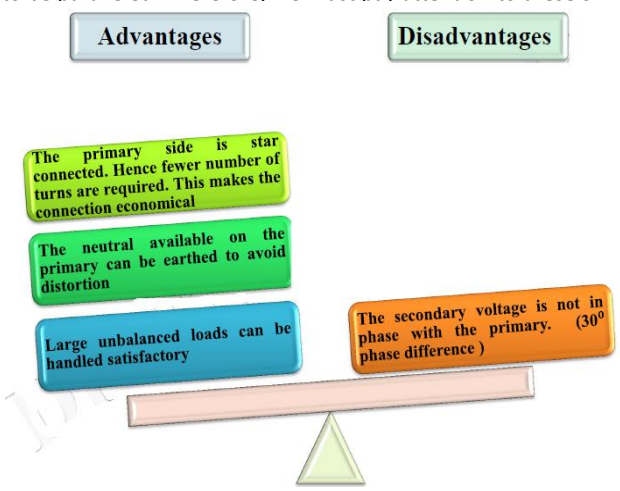 Advantages
Disadvantages
The primary side is star
connected. Hence fewer number of
turns are required. This makes the
connection economical
The neutral available on the
primary can be earthed to avoid
distortion
Large unbalanced loads can be
handled satisfactory
The secondary voltage is not in
phase with the primary. (30⁰
phase difference )